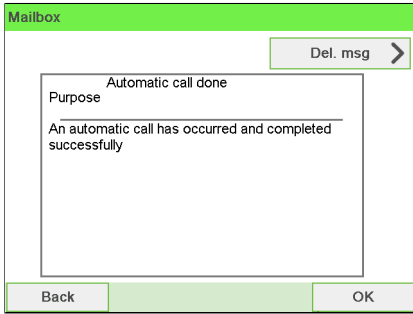 Mailbox
Del. msg
Automatic call done
Purpose
An automatic call has occurred and completed
successfully
Back
OK